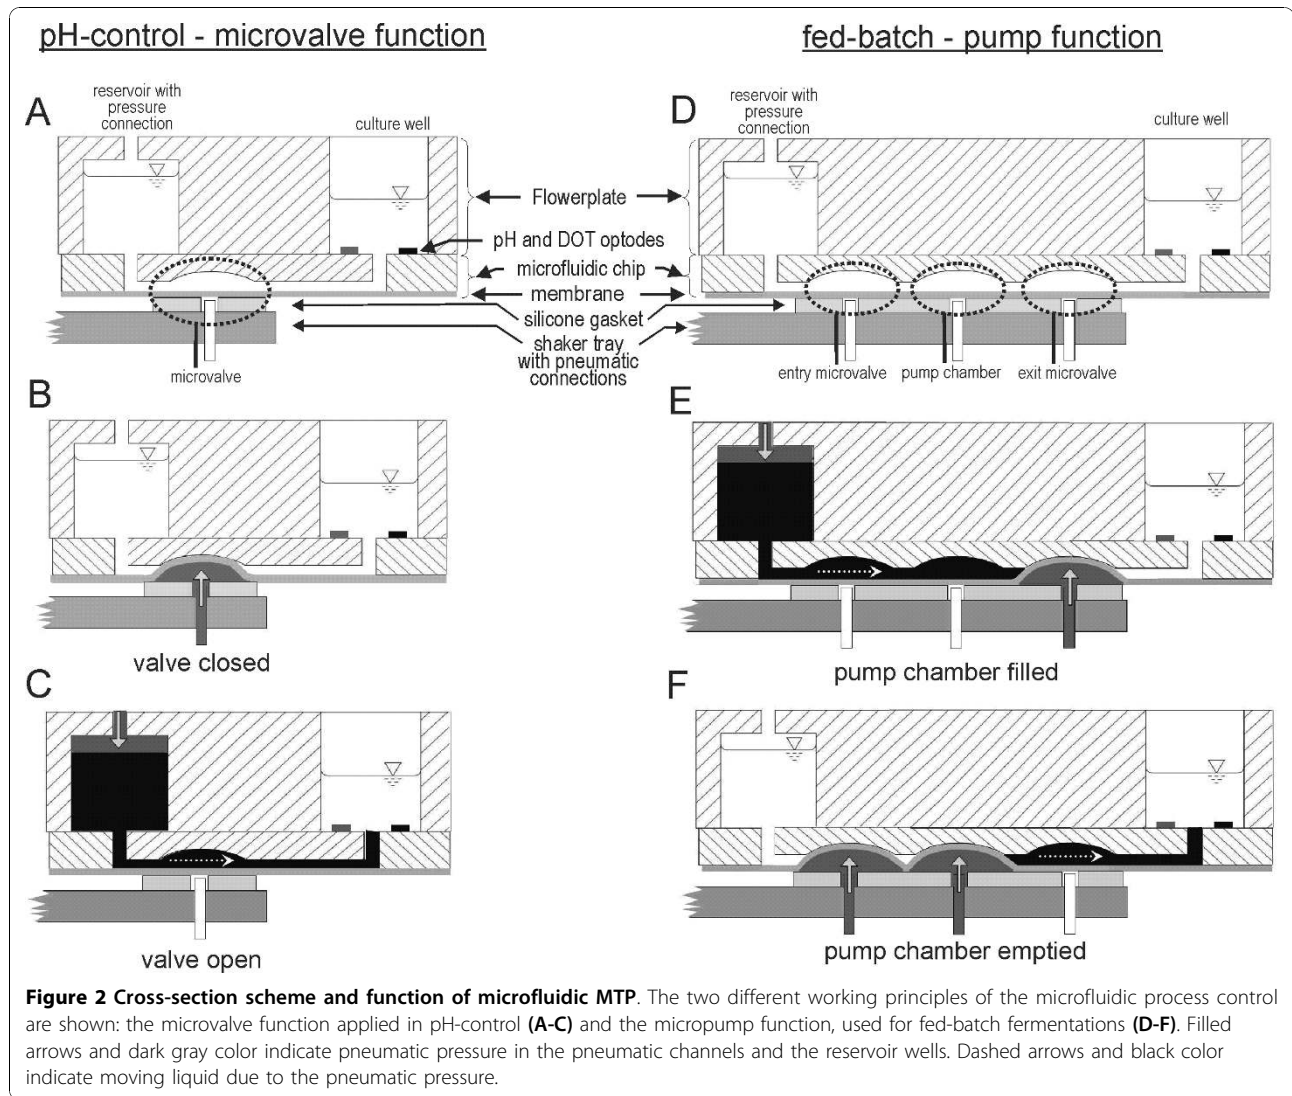 pH-control - microvalve function
fed-batch - pump function
A
reservoir with
pressure
connection
culture well
D
reservoir with
pressure
connection
culture well
Flowerplate
pH and DOT optodes
microfluidic chip
membrane
silicone gasket
shaker tray
with pneumatic
connections
microvalve
entry microvalve
pump chamber
exit microvalve
B
valve closed
E
pump chamber filled
C
valve open
F
pump chamber emptied
Figure 2 Cross-section scheme and function of microfluidic MTP. The two different working principles of the microfluidic process control
are shown: the microvalve function applied in pH-control (A-C) and the micropump function, used for fed-batch fermentations (D-F). Filled
arrows and dark gray color indicate pneumatic pressure in the pneumatic channels and the reservoir wells. Dashed arrows and black color
indicate moving liquid due to the pneumatic pressure.